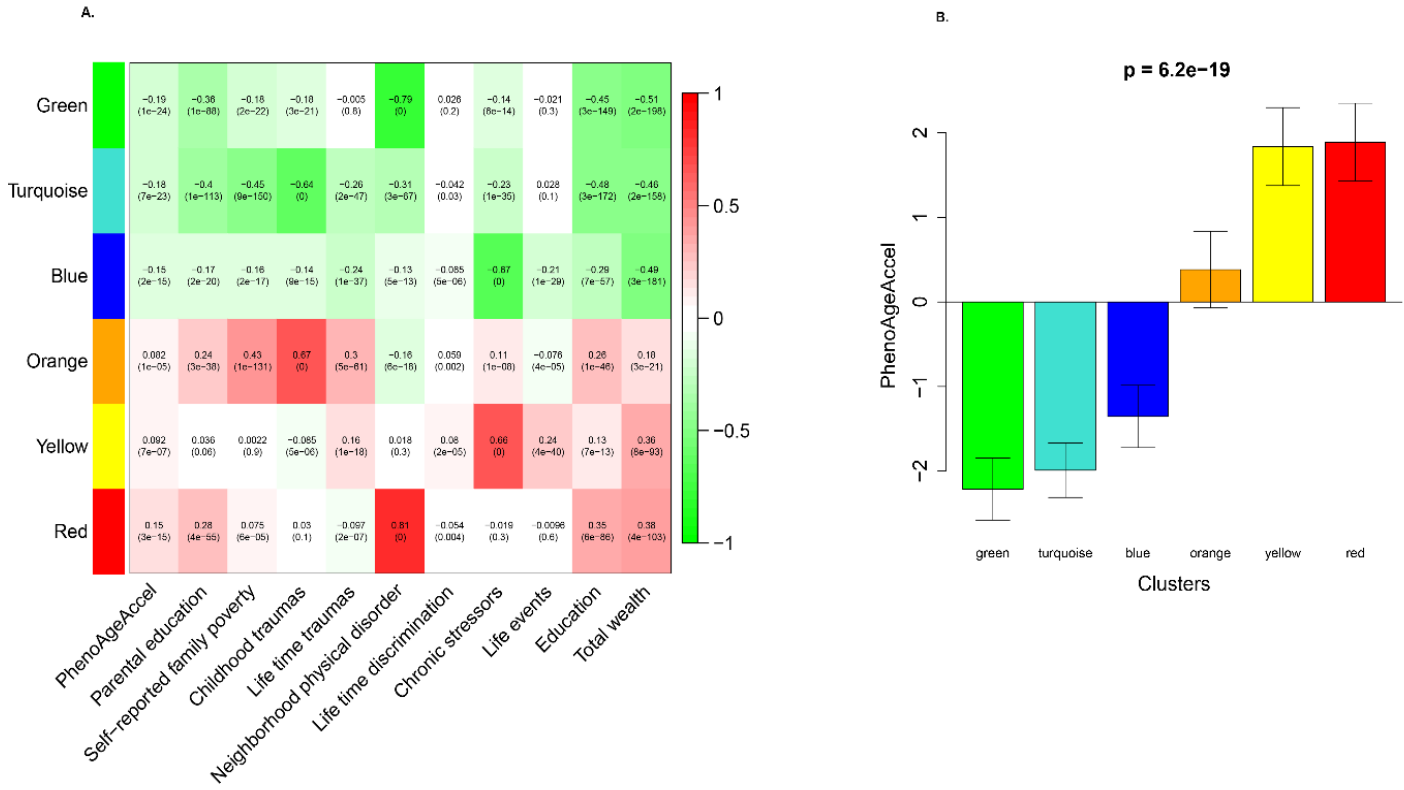 A.
Green
−0.19 −0.36 −0.18 −0.18 −0.005 −0.79 0.026 −0.14 −0.021 −0.45 −0.51
(1e−24) (1e−88) (2e−22) (3e−21) (0.8) (0) (0.2) (8e−14) (0.3) (3e−149) (2e−198)
Turquoise
−0.18 −0.4 −0.45 −0.64 −0.26 −0.31 −0.042 −0.23 0.028 −0.48 −0.46
(7e−23) (1e−113) (9e−150) (0) (2e−47) (3e−67) (0.03) (1e−35) (0.1) (3e−172) (2e−158)
Blue
−0.15 −0.17 −0.16 −0.14 −0.24 −0.13 −0.085 −0.67 −0.21 −0.29 −0.49
(2e−15) (2e−20) (2e−17) (9e−15) (1e−37) (5e−13) (5e−06) (0) (1e−29) (7e−57) (3e−181)
Orange
0.082 0.24 0.43 0.67 0.3 −0.16 0.059 0.11 −0.076 0.26 0.18
(1e−05) (3e−38) (1e−131) (0) (5e−61) (6e−18) (0.002) (1e−08) (4e−05) (1e−46) (3e−21)
Yellow
0.092 0.036 0.0022 −0.085 0.16 0.018 0.08 0.66 0.24 0.13 0.36
(7e−07) (0.06) (0.9) (5e−06) (1e−18) (0.3) (2e−05) (0) (4e−40) (7e−13) (8e−93)
Red
0.15 0.28 0.075 0.03 −0.097 0.81 −0.054 −0.019 −0.0096 0.35 0.38
(3e−15) (4e−55) (6e−05) (0.1) (2e−07) (0) (0.004) (0.3) (0.6) (6e−86) (4e−103)
PhenoAgeAccel
Parental education
Self−reported family poverty
Childhood traumas
Life time traumas
Neighborhood physical disorder
Life time discrimination
Chronic stressors
Life events
Education
Total wealth
1
0.5
0
−0.5
−1
B.
p = 6.2e−19
PhenoAgeAccel
2
1
0
−1
−2
green turquoise blue orange yellow red
Clusters